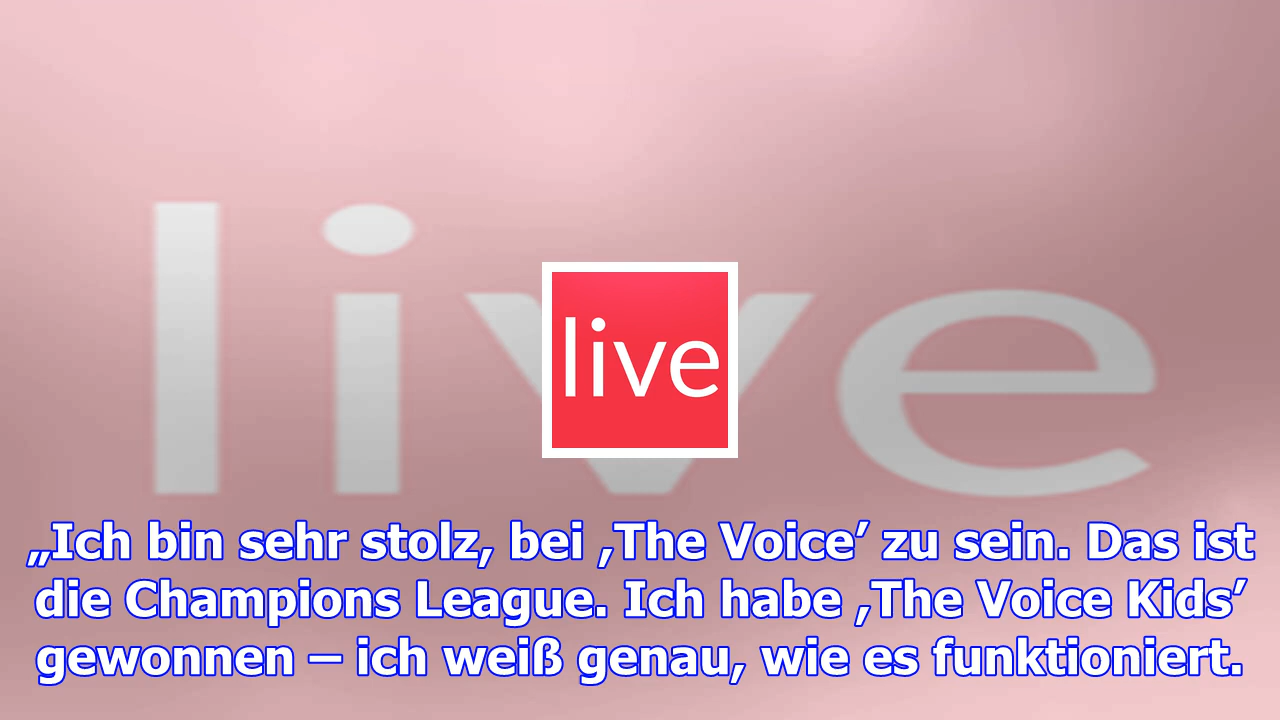 live
live
„Ich bin sehr stolz, bei ‚The Voice’ zu sein. Das ist
die Champions League. Ich habe ‚The Voice Kids’
gewonnen – ich weiß genau, wie es funktioniert.